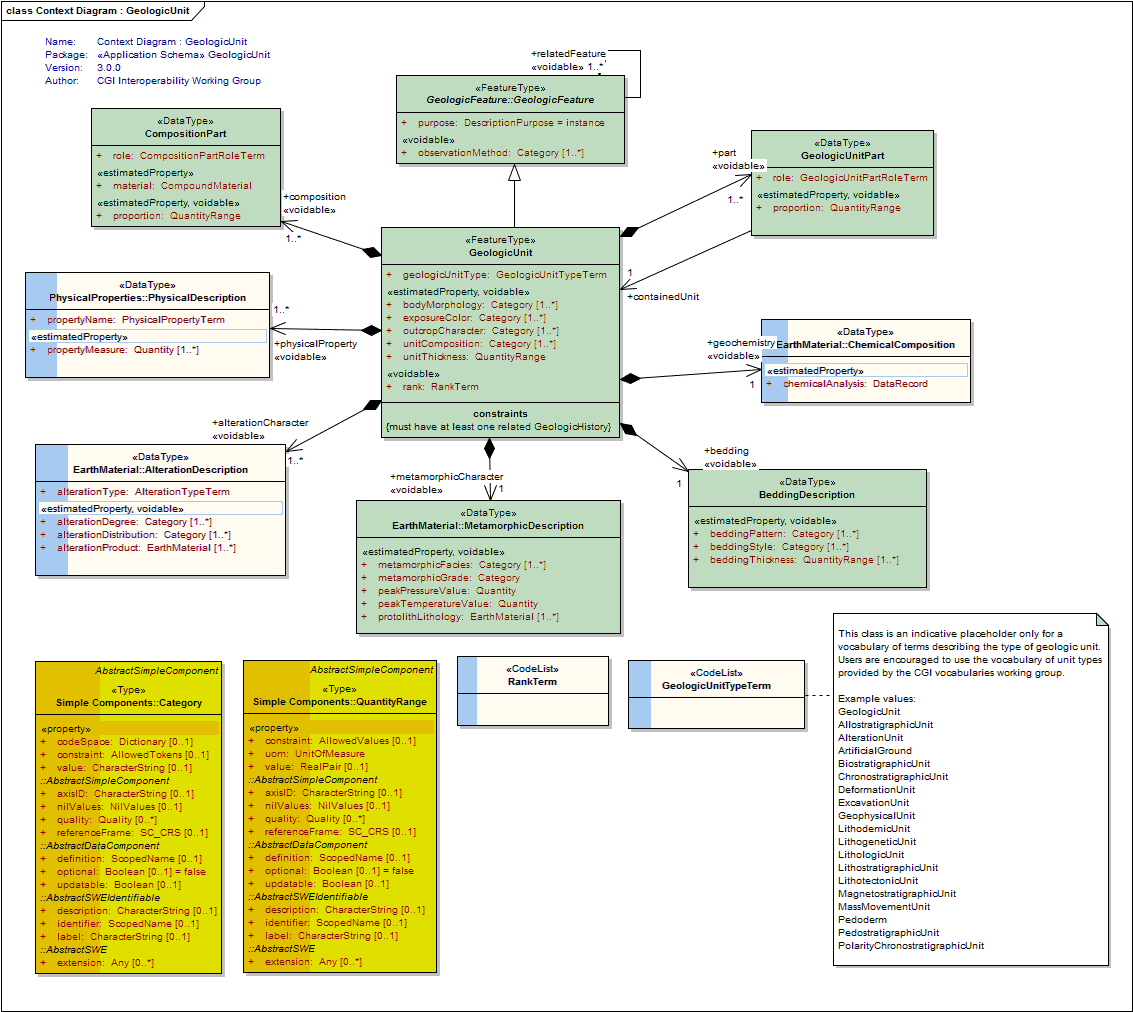 class Context Diagram : GeologicUnit
Name: Context Diagram : GeologicUnit
Package: «Application Schema» GeologicUnit
Version: 3.0.0
Author: CGI Interoperability Working Group
+relatedFeature
«voidable» 1..*
«FeatureType»
GeologicFeature::GeologicFeature
+ purpose: DescriptionPurpose = instance
«voidable»
+ observationMethod: Category [1..*]
«DataType»
CompositionPart
+ role: CompositionPartRoleTerm
«estimatedProperty»
+ material: CompoundMaterial
«estimatedProperty, voidable»
+ proportion: QuantityRange
+composition
«voidable»
1..*
«DataType»
GeologicUnitPart
+ role: GeologicUnitPartRoleTerm
«estimatedProperty, voidable»
+ proportion: QuantityRange
+part
«voidable»
1..*
1
+containedUnit
«FeatureType»
GeologicUnit
+ geologicUnitType: GeologicUnitTypeTerm
«estimatedProperty, voidable»
+ bodyMorphology: Category [1..*]
+ exposureColor: Category [1..*]
+ outcropCharacter: Category [1..*]
+ unitComposition: Category [1..*]
+ unitThickness: QuantityRange
«voidable»
+ rank: RankTerm
constraints
{must have at least one related GeologicHistory}
«DataType»
PhysicalProperties::PhysicalDescription
+ propertyName: PhysicalPropertyTerm
«estimatedProperty»
+ propertyMeasure: Quantity [1..*]
1..*
+physicalProperty
«voidable»
+geochemistry
«voidable»
1
«DataType»
EarthMaterial::ChemicalComposition
«estimatedProperty»
+ chemicalAnalysis: DataRecord
+alterationCharacter
«voidable»
1..*
«DataType»
EarthMaterial::AlterationDescription
+ alterationType: AlterationTypeTerm
«estimatedProperty, voidable»
+ alterationDegree: Category [1..*]
+ alterationDistribution: Category [1..*]
+ alterationProduct: EarthMaterial [1..*]
+metamorphicCharacter
«voidable»
1
«DataType»
EarthMaterial::MetamorphicDescription
«estimatedProperty, voidable»
+ metamorphicFacies: Category [1..*]
+ metamorphicGrade: Category
+ peakPressureValue: Quantity
+ peakTemperatureValue: Quantity
+ protolithLithology: EarthMaterial [1..*]
+bedding
«voidable»
1
«DataType»
BeddingDescription
«estimatedProperty, voidable»
+ beddingPattern: Category [1..*]
+ beddingStyle: Category [1..*]
+ beddingThickness: QuantityRange [1..*]
AbstractSimpleComponent
«Type»
Simple Components::Category
«property»
+ codeSpace: Dictionary [0..1]
+ constraint: AllowedTokens [0..1]
+ value: CharacterString [0..1]
::AbstractSimpleComponent
+ axisID: CharacterString [0..1]
+ nilValues: NilValues [0..1]
+ quality: Quality [0..*]
+ referenceFrame: SC_CRS [0..1]
::AbstractDataComponent
+ definition: ScopedName [0..1]
+ optional: Boolean [0..1] = false
+ updatable: Boolean [0..1]
::AbstractSWEIdentifiable
+ description: CharacterString [0..1]
+ identifier: ScopedName [0..1]
+ label: CharacterString [0..1]
::AbstractSWE
+ extension: Any [0..*]
AbstractSimpleComponent
«Type»
Simple Components::QuantityRange
«property»
+ constraint: AllowedValues [0..1]
+ uom: UnitOfMeasure
+ value: RealPair [0..1]
::AbstractSimpleComponent
+ axisID: CharacterString [0..1]
+ nilValues: NilValues [0..1]
+ quality: Quality [0..*]
+ referenceFrame: SC_CRS [0..1]
::AbstractDataComponent
+ definition: ScopedName [0..1]
+ optional: Boolean [0..1] = false
+ updatable: Boolean [0..1]
::AbstractSWEIdentifiable
+ description: CharacterString [0..1]
+ identifier: ScopedName [0..1]
+ label: CharacterString [0..1]
::AbstractSWE
+ extension: Any [0..*]
«CodeList»
RankTerm
«CodeList»
GeologicUnitTypeTerm
This class is an indicative placeholder only for a
vocabulary of terms describing the type of geologic unit.
Users are encouraged to use the vocabulary of unit types
provided by the CGI vocabularies working group.
Example values:
GeologicUnit
AllostratigraphicUnit
AlterationUnit
ArtificialGround
BiostratigraphicUnit
ChronostratigraphicUnit
DeformationUnit
ExcavationUnit
GeophysicalUnit
LithodemicUnit
LithogeneticUnit
LithologicUnit
LithostratigraphicUnit
LithotectonicUnit
MagnetostratigraphicUnit
MassMovementUnit
Pedoderm
PedostratigraphicUnit
PolarityChronostratigraphicUnit